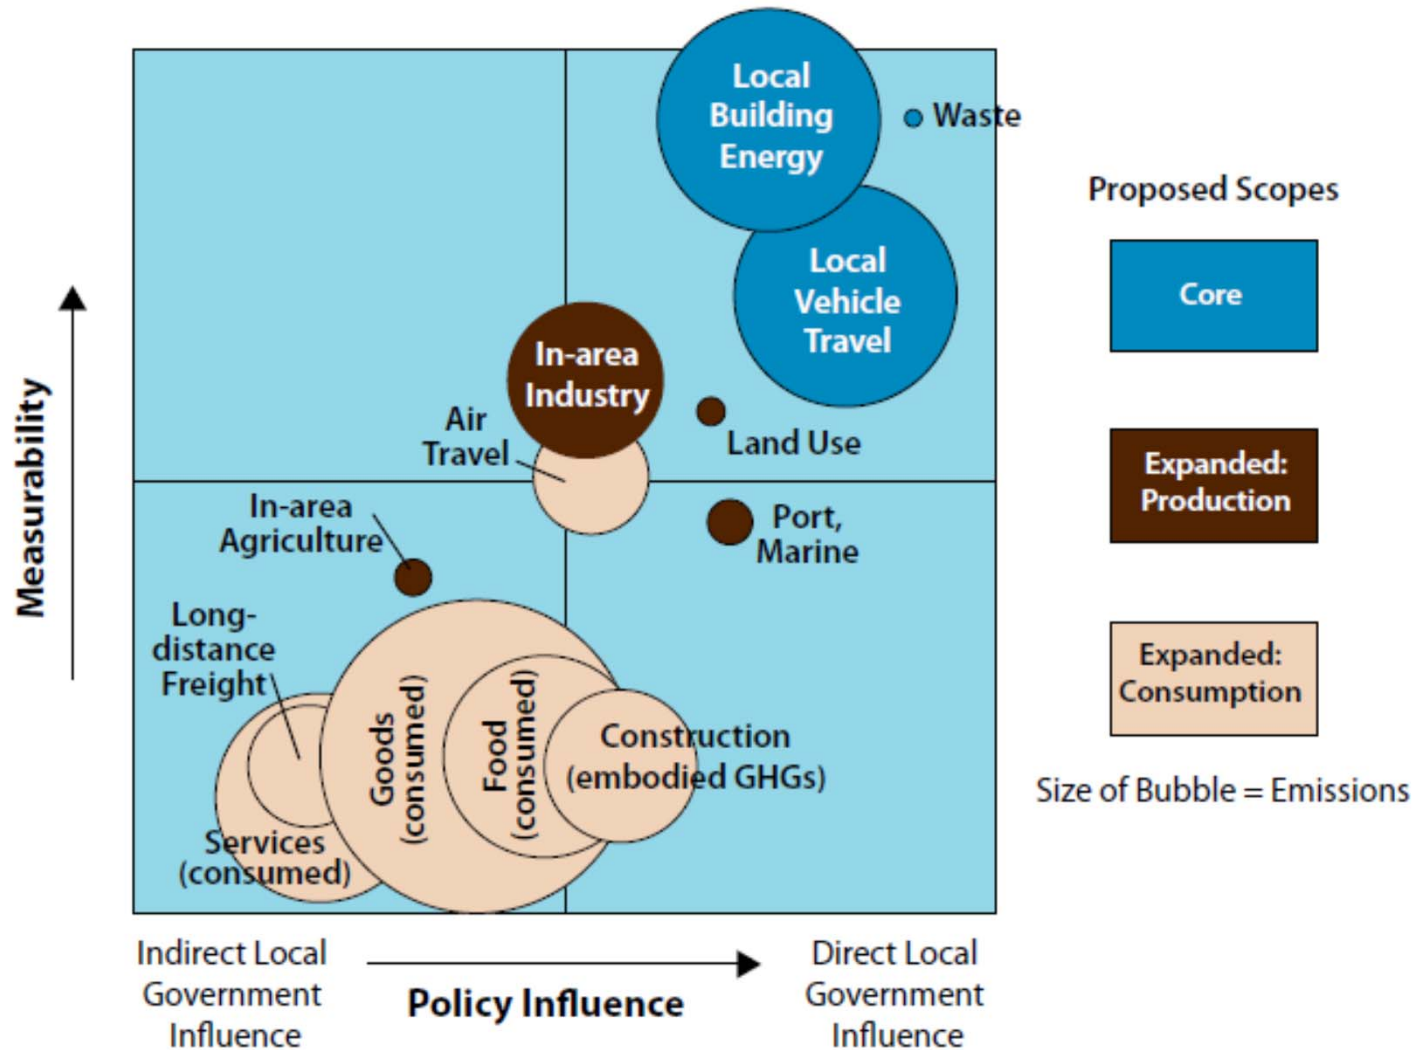 Local
Building
Energy
Waste
Proposed Scopes
Local
Vehicle
Travel
Core
In-area
Industry
Air
Travel
Land Use
Measurability
Expanded:
Production
In-area
Agriculture
Port,
Marine
Long-
distance
Freight
Expanded:
Consumption
Goods
(consumed)
Food
(consumed)
Construction
(embodied GHGs)
Size of Bubble = Emissions
Services
(consumed)
Indirect Local
Government
Influence
Policy Influence
Direct Local
Government
Influence